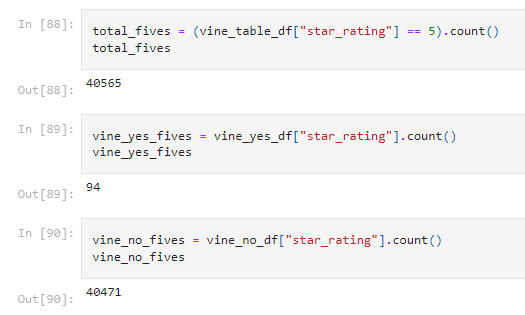 In [88]:
total_fives = (vine_table_df["star_rating"] == 5).count()
total_fives
Out[88]:
40565
In [89]:
vine_yes_fives = vine_yes_df["star_rating"].count()
vine_yes_fives
Out[89]:
94
In [90]:
vine_no_fives = vine_no_df["star_rating"].count()
vine_no_fives
Out[90]:
40471